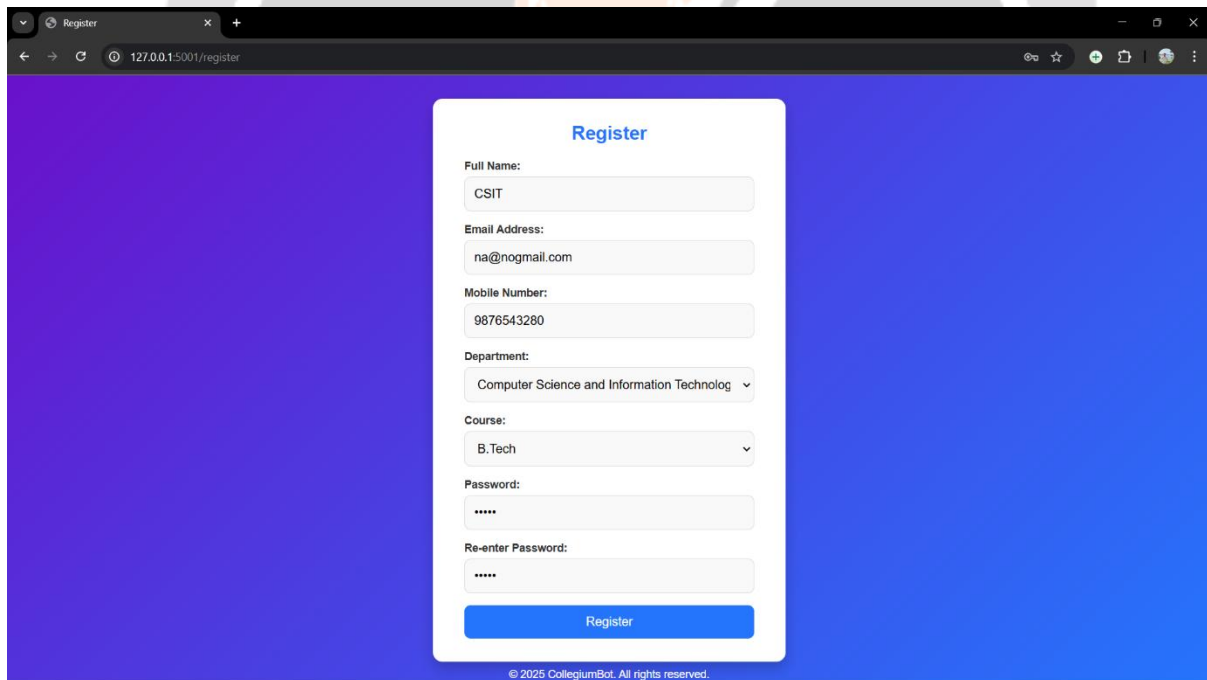 Register
127.0.0.1:5001/register
Register
Full Name:
CSIT
Email Address:
na@nogmail.com
Mobile Number:
9876543280
Department:
Computer Science and Information Technolog
Course:
B.Tech
Password:
•••••
Re-enter Password:
•••••
Register
© 2025 CollegiumBot. All rights reserved.